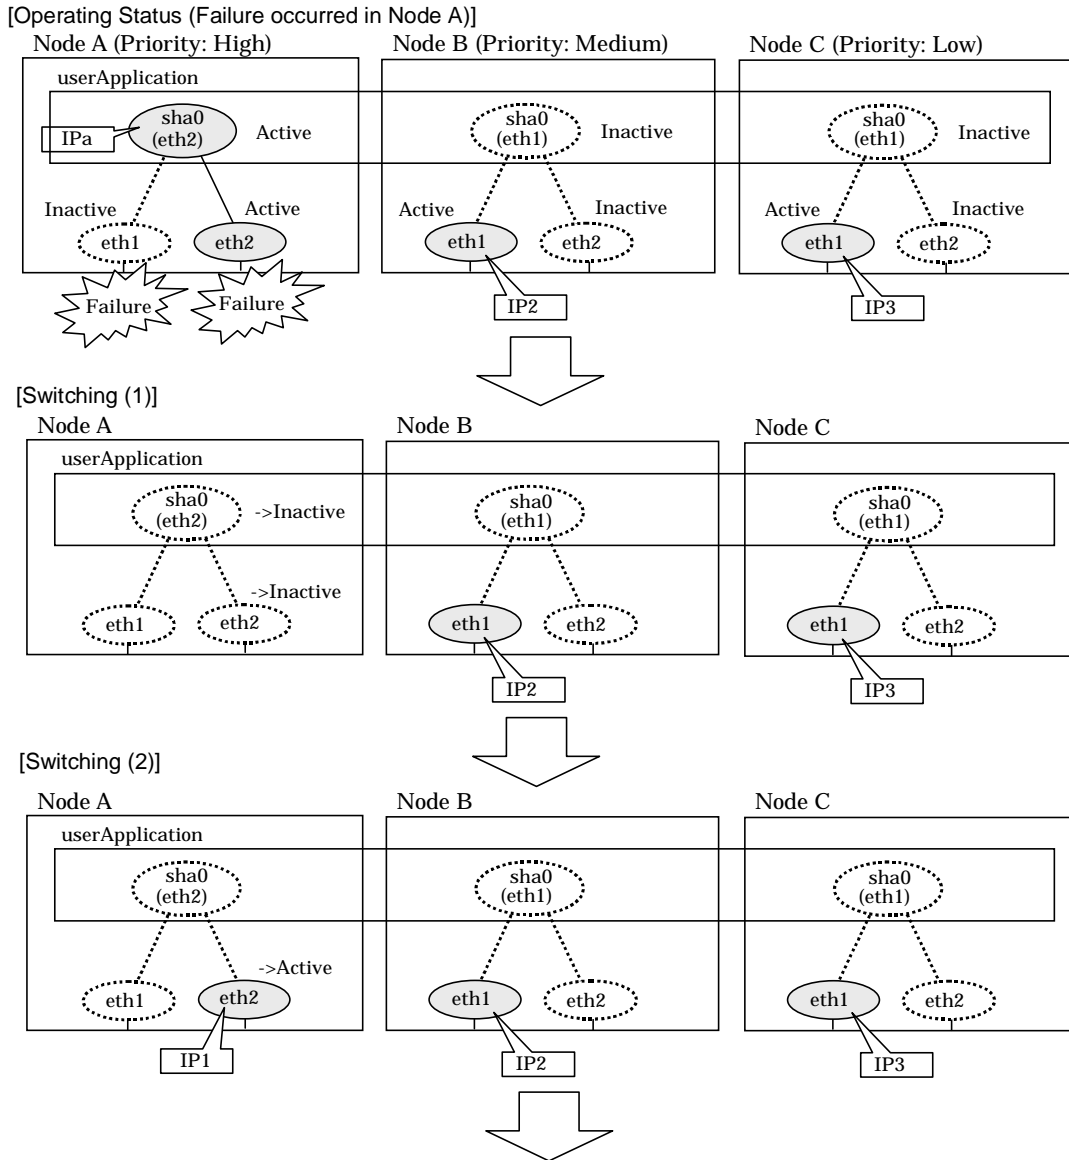 [Operating Status (Failure occurred in Node A)]
Node A (Priority: High)
Node B (Priority: Medium)
Node C (Priority: Low)
userApplication
sha0
(eth2)
Active
IPa
sha0
(eth1)
Inactive
sha0
(eth1)
Inactive
Inactive
Active
eth1
eth2
Active
Inactive
eth1
eth2
Active
Inactive
eth1
eth2
Failure
Failure
IP2
IP3
[Switching (1)]
Node A
Node B
Node C
userApplication
sha0
(eth2)
->Inactive
sha0
(eth1)
sha0
(eth1)
->Inactive
eth1
eth2
eth1
eth2
eth1
eth2
IP2
IP3
[Switching (2)]
Node A
Node B
Node C
userApplication
sha0
(eth2)
sha0
(eth1)
sha0
(eth1)
->Active
eth1
eth2
eth1
eth2
eth1
eth2
IP1
IP2
IP3